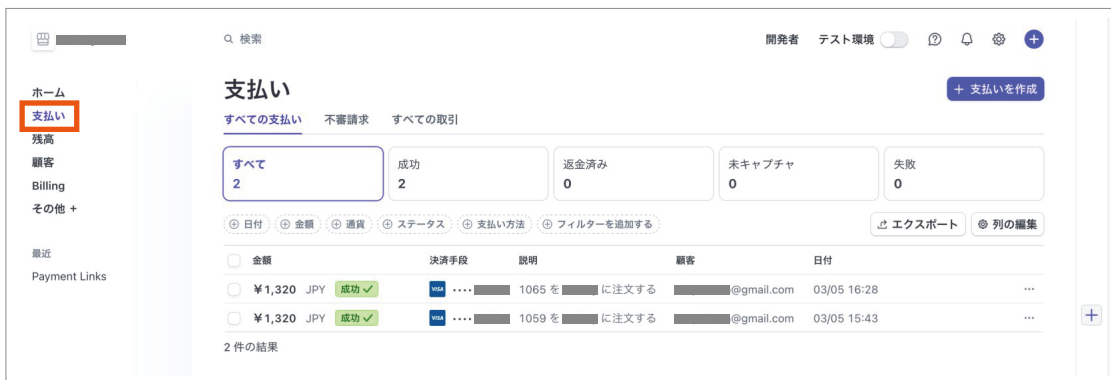 検索
開発者 テスト環境
ホーム
支払い
残高
顧客
Billing
その他 +
最近
Payment Links
支払い
+ 支払いを作成
すべての支払い 不審請求 すべての取引
すべて 成功 返金済み 未キャプチャ 失敗
2 2 0 0 0
日付 金額 通貨 ステータス 支払い方法 フィルターを追加する エクスポート 列の編集
金額 決済手段 説明 顧客 日付
¥1,320 JPY 成功 ✓ VISA •••• 1065 を に注文する @gmail.com 03/05 16:28 ...
¥1,320 JPY 成功 ✓ VISA •••• 1059 を に注文する @gmail.com 03/05 15:43 ...
2 件の結果